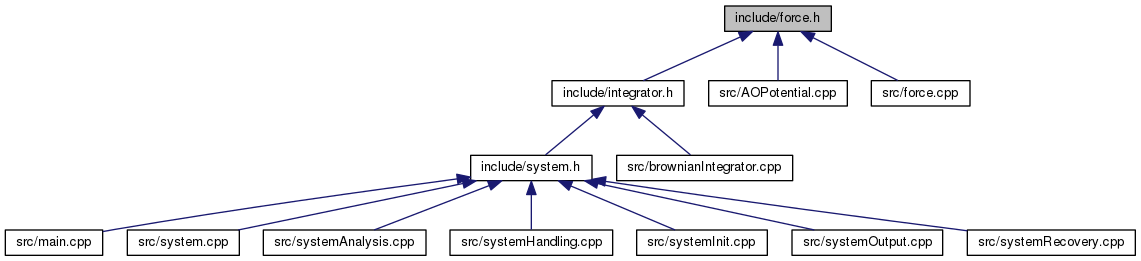 include/force.h
include/integrator.h
src/AOPotential.cpp
src/force.cpp
include/system.h
src/brownianIntegrator.cpp
src/main.cpp
src/system.cpp
src/systemAnalysis.cpp
src/systemHandling.cpp
src/systemInit.cpp
src/systemOutput.cpp
src/systemRecovery.cpp